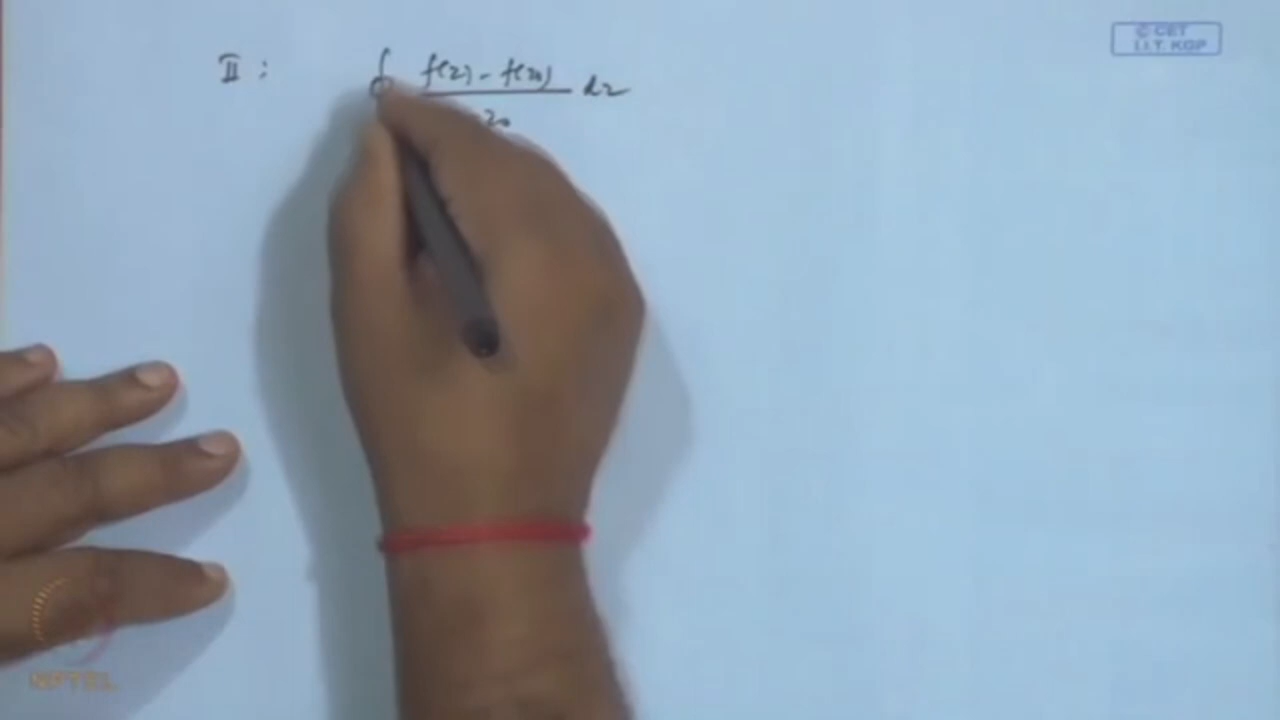 II : ∮ f(z) - f(z₀) dz
z₀
© CET
I.I.T. KGP
NPTEL